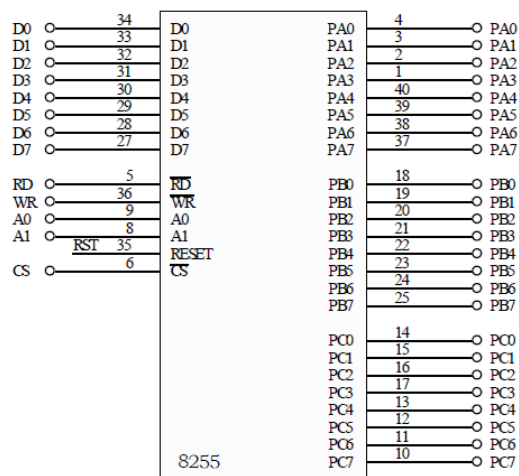 D0 34 D0 PA0 4 PA0
D1 33 D1 PA1 3 PA1
D2 32 D2 PA2 2 PA2
D3 31 D3 PA3 1 PA3
D4 30 D4 PA4 40 PA4
D5 29 D5 PA5 39 PA5
D6 28 D6 PA6 38 PA6
D7 27 D7 PA7 37 PA7
RD 5 RD PB0 18 PB0
WR 36 WR PB1 19 PB1
A0 9 A0 PB2 20 PB2
A1 8 A1 PB3 21 PB3
RST 35 RESET PB4 22 PB4
CS 6 CS PB5 23 PB5
PB6 24 PB6
PB7 25 PB7
PC0 14 PC0
PC1 15 PC1
PC2 16 PC2
PC3 17 PC3
PC4 13 PC4
PC5 12 PC5
PC6 11 PC6
8255 PC7 10 PC7